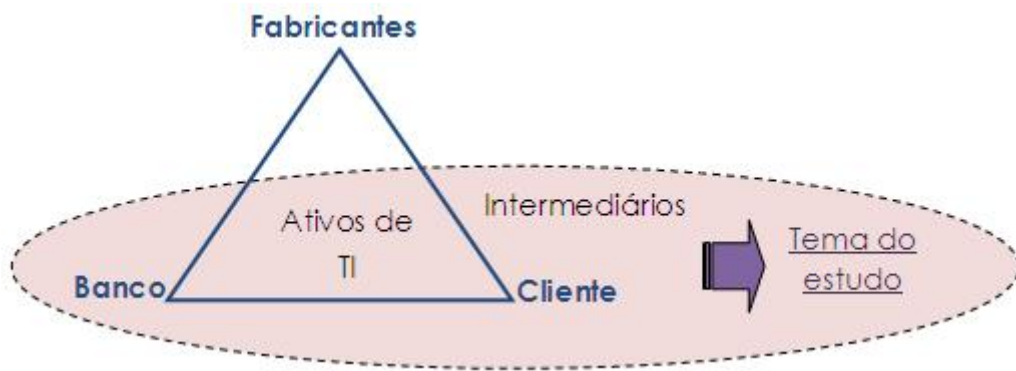 Fabricantes
Intermediários
Ativos de
TI
Banco
Cliente
Tema do
estudo